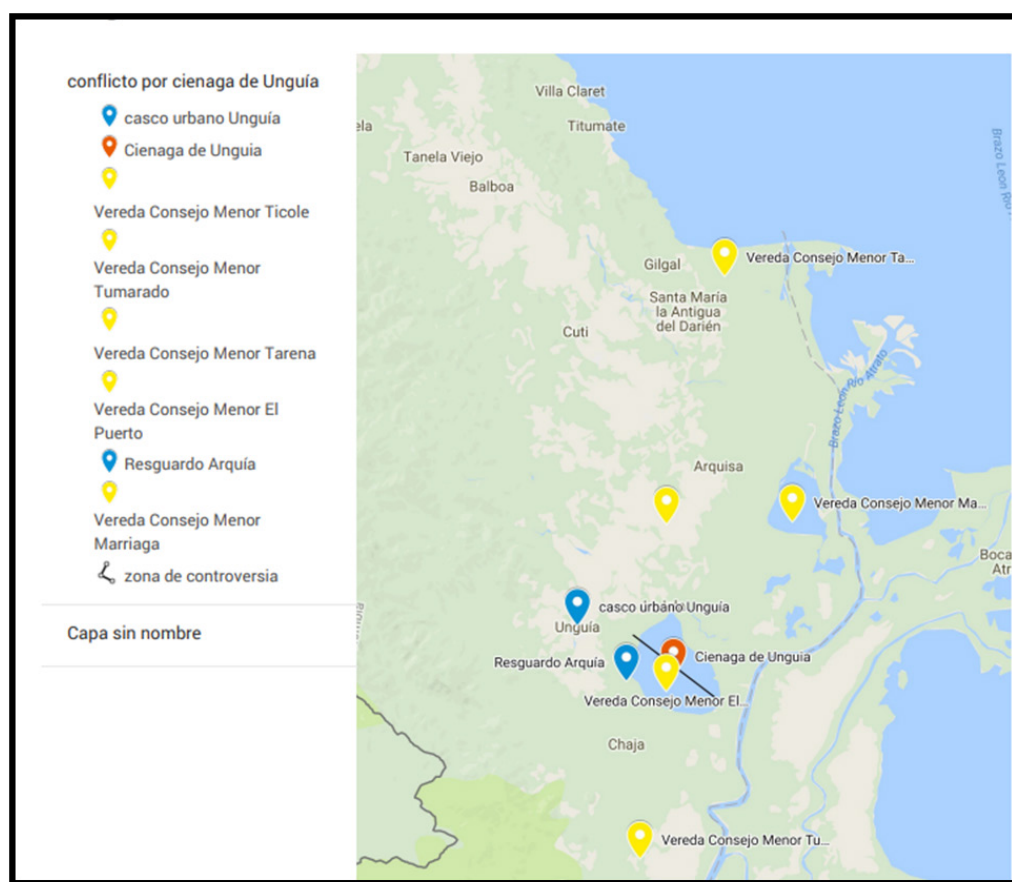 conflicto por cienaga de Unguía
casco urbano Unguía
Cienaga de Unguia
Vereda Consejo Menor Ticole
Vereda Consejo Menor
Tumarado
Vereda Consejo Menor Tarena
Vereda Consejo Menor El
Puerto
Resguardo Arquía
Vereda Consejo Menor
Marriaga
zona de controversia
Capa sin nombre
Villa Claret
ela
Titumate
Tanela Viejo
Balboa
Brazo Leon Rio
Vereda Consejo Menor Ta...
Gilgal
Santa María
la Antigua
del Darién
Cuti
Brazo Leon Rio Atrato
Arquisa
Vereda Consejo Menor Ma...
Boca
Atr
casco urbano Unguía
Unguía
Resguardo Arquía
Cienaga de Unguia
Vereda Consejo Menor El...
Chaja
Vereda Consejo Menor Tu...